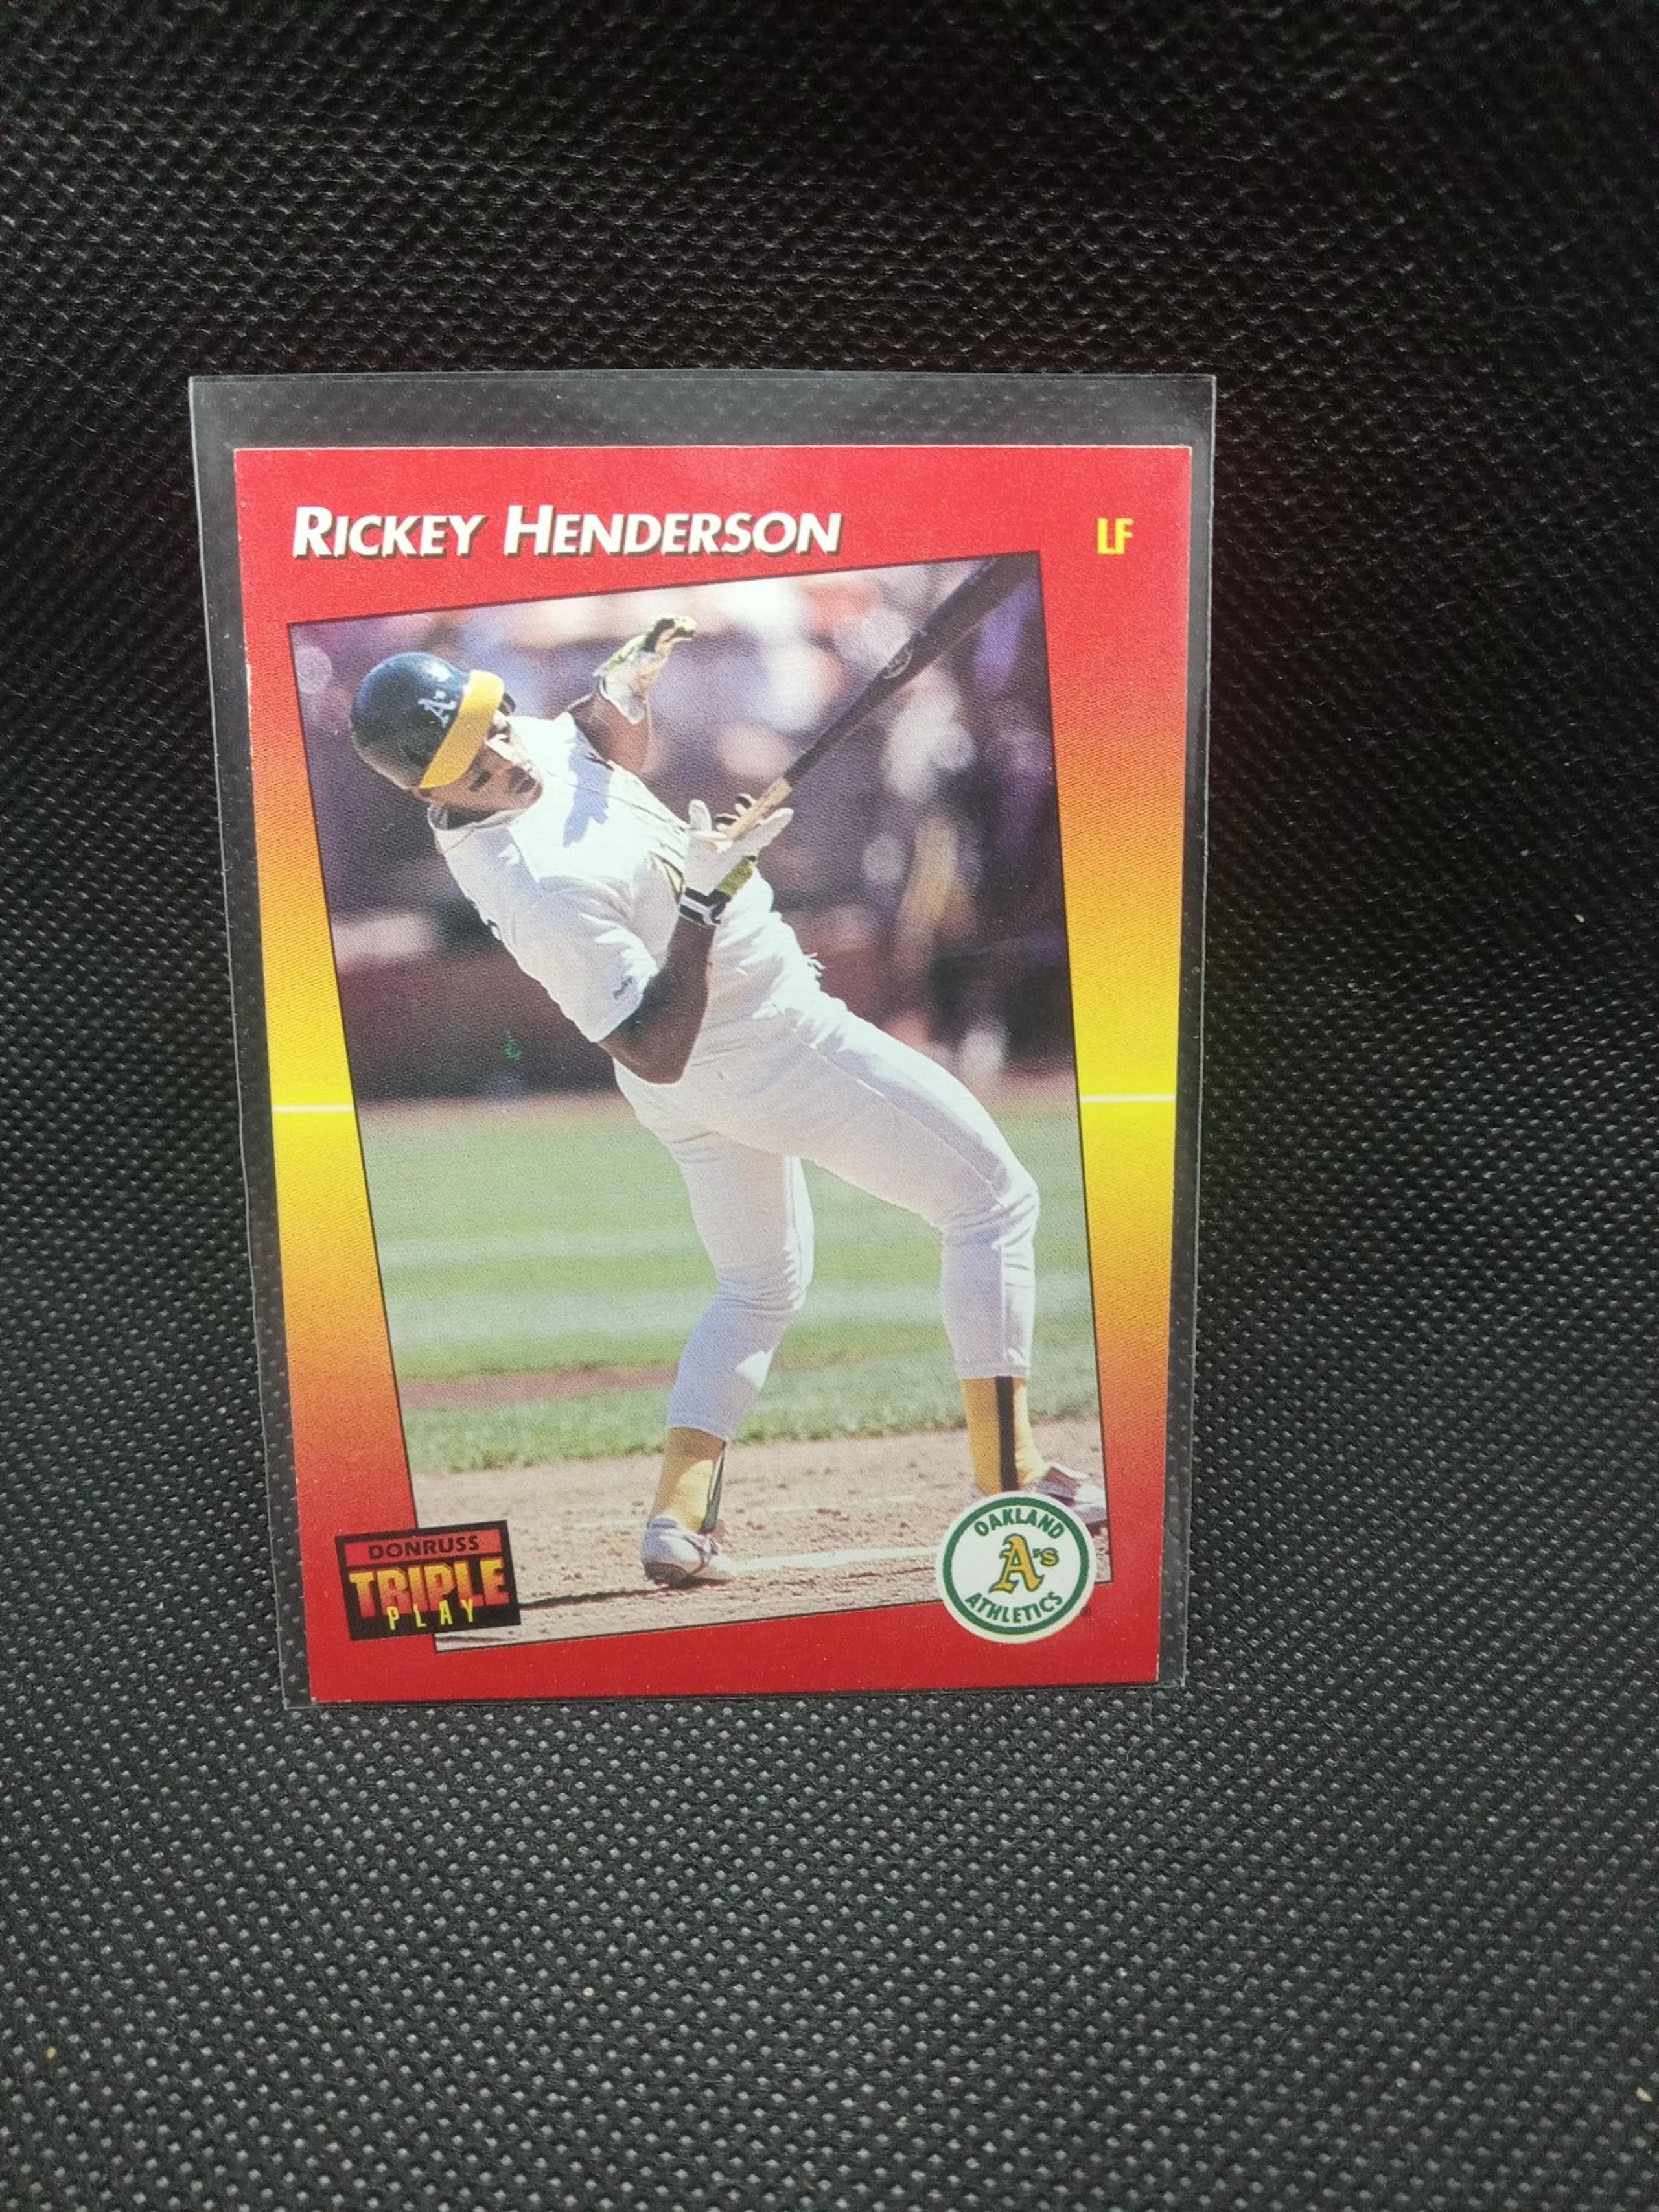 RICKEY HENDERSON
LF
A's
DONRUSS
TRIPLE
PLAY
OAKLAND
A's
ATHLETICS